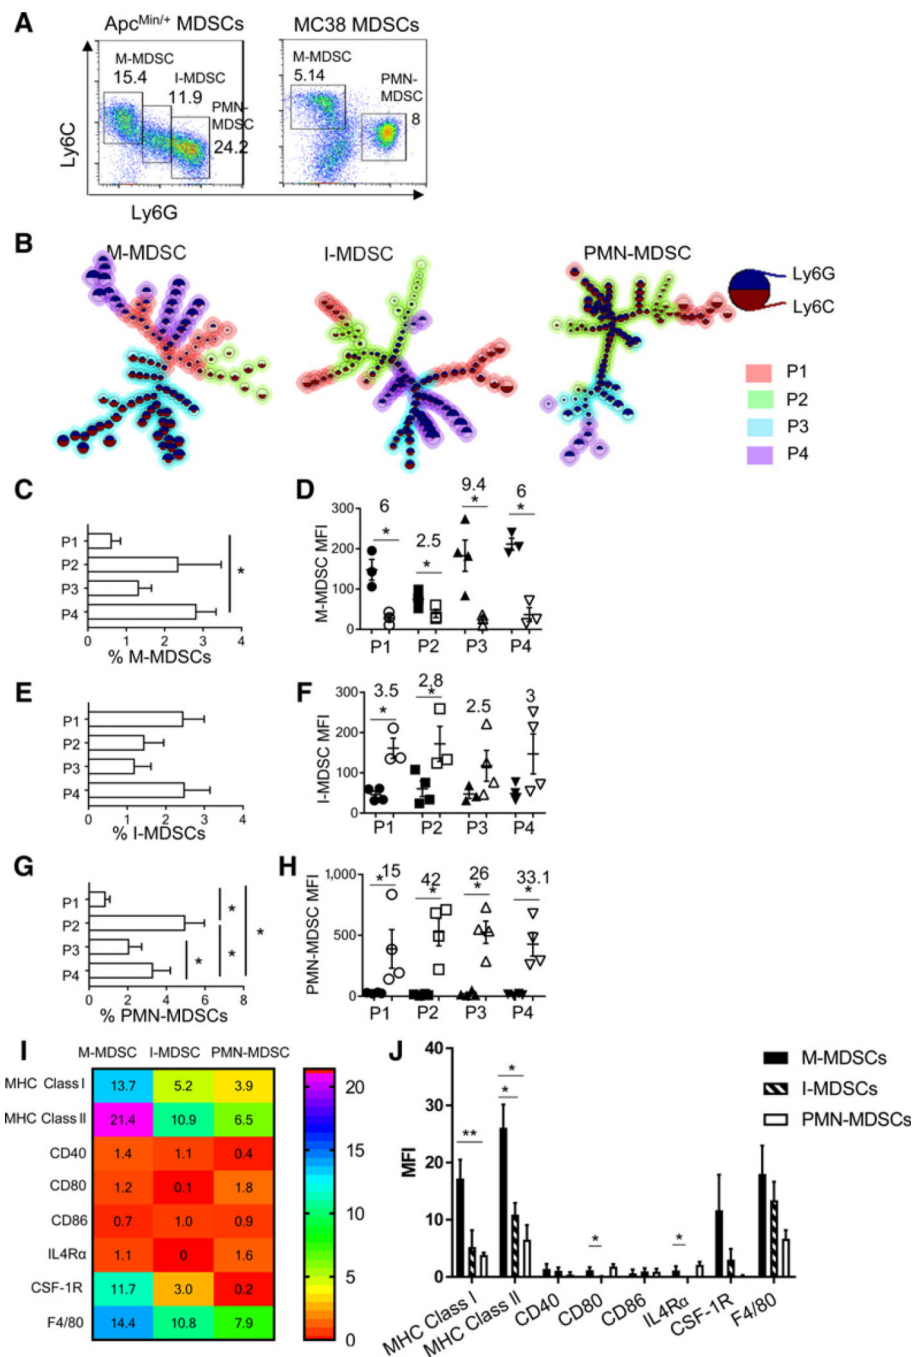 A
Apc^Min/+ MDSCs
MC38 MDSCs
M-MDSC
15.4
I-MDSC
11.9
PMN-
MDSC
24.2
M-MDSC
5.14
PMN-
MDSC
8
Ly6C
Ly6G
B
M-MDSC
I-MDSC
PMN-MDSC
Ly6G
Ly6C
P1
P2
P3
P4
C
P1
P2
P3
P4
*
0 1 2 3 4
% M-MDSCs
D
M-MDSC MFI
300
200
100
0
6 2.5 9.4 6
* * * *
P1 P2 P3 P4
E
P1
P2
P3
P4
0 1 2 3 4
% I-MDSCs
F
I-MDSC MFI
300
200
100
0
3.5 2.8 2.5 3
* *
P1 P2 P3 P4
G
P1
P2
P3
P4
* * * *
0 2 4 6 8
% PMN-MDSCs
H
PMN-MDSC MFI
1,000
500
0
15 42 26 33.1
* * * *
P1 P2 P3 P4
I
M-MDSC I-MDSC PMN-MDSC
MHC Class I 13.7 5.2 3.9
MHC Class II 21.4 10.9 6.5
CD40 1.4 1.1 0.4
CD80 1.2 0.1 1.8
CD86 0.7 1.0 0.9
IL4Rα 1.1 0 1.6
CSF-1R 11.7 3.0 0.2
F4/80 14.4 10.8 7.9
20
15
10
5
0
J
MFI
40
30
20
10
0
** * * * *
M-MDSCs
I-MDSCs
PMN-MDSCs
MHC Class I
MHC Class II
CD40
CD80
CD86
IL4Rα
CSF-1R
F4/80